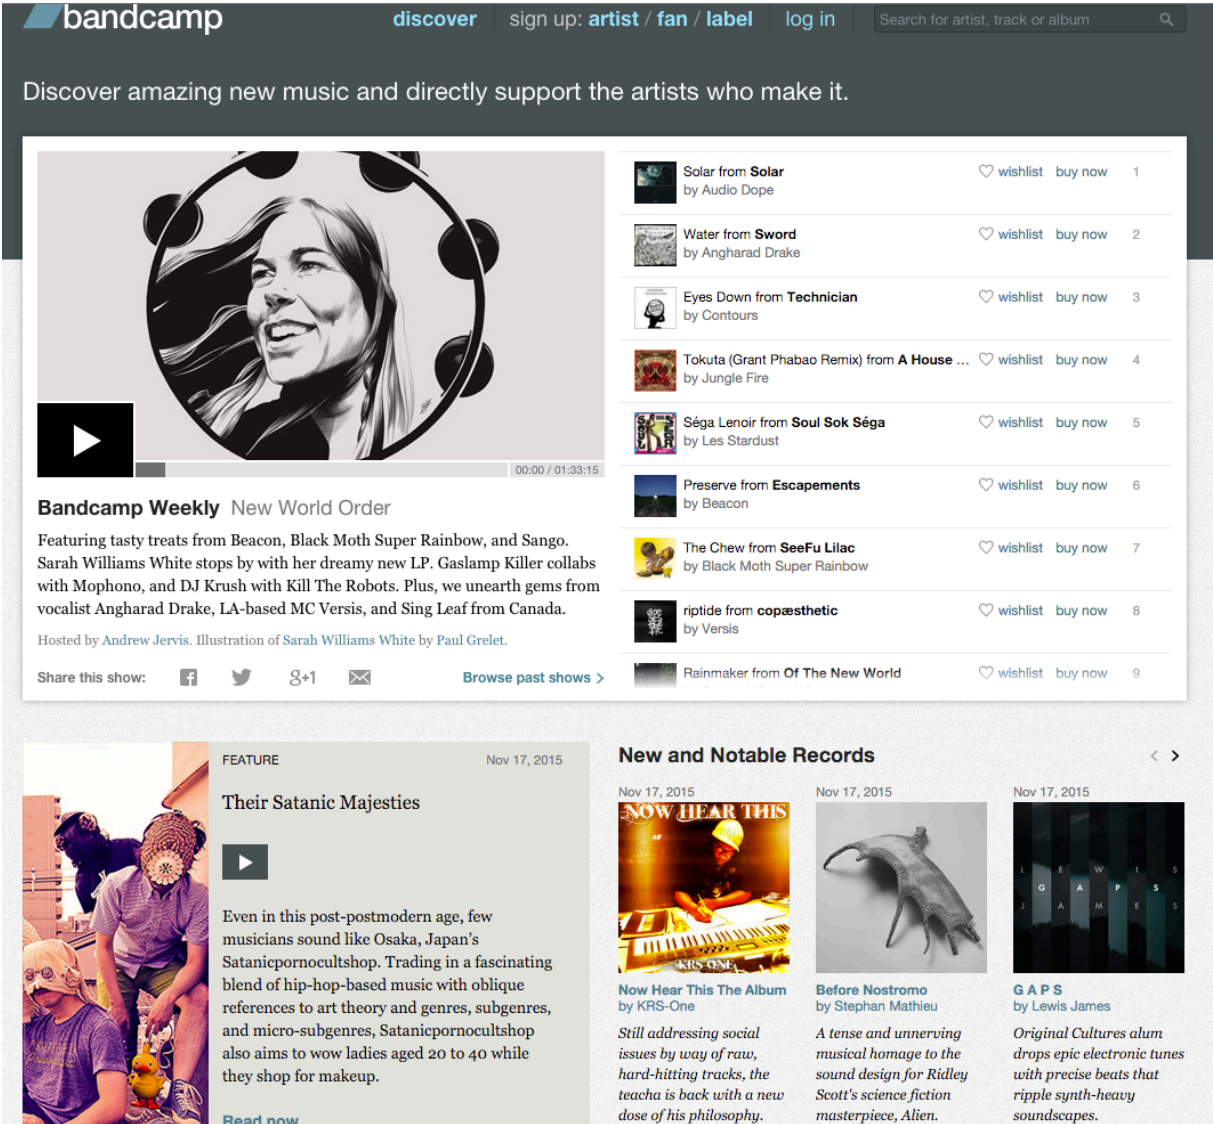 bandcamp
discover
sign up: artist / fan / label
log in
Search for artist, track or album
Discover amazing new music and directly support the artists who make it.
00:00 / 01:33:15
Bandcamp Weekly New World Order
Featuring tasty treats from Beacon, Black Moth Super Rainbow, and Sango.
Sarah Williams White stops by with her dreamy new LP. Gaslamp Killer collabs
with Mophono, and DJ Krush with Kill The Robots. Plus, we unearth gems from
vocalist Angharad Drake, LA-based MC Versis, and Sing Leaf from Canada.
Hosted by Andrew Jervis. Illustration of Sarah Williams White by Paul Grelet.
Share this show:
g+1
Browse past shows >
Solar from Solar wishlist buy now 1
by Audio Dope
Water from Sword wishlist buy now 2
by Angharad Drake
Eyes Down from Technician wishlist buy now 3
by Contours
Tokuta (Grant Phabao Remix) from A House ... wishlist buy now 4
by Jungle Fire
Séga Lenoir from Soul Sok Séga wishlist buy now 5
by Les Stardust
Preserve from Escapements wishlist buy now 6
by Beacon
The Chew from SeeFu Lilac wishlist buy now 7
by Black Moth Super Rainbow
riptide from copæsthetic wishlist buy now 8
by Versis
Rainmaker from Of The New World wishlist buy now 9
FEATURE
Nov 17, 2015
Their Satanic Majesties
Even in this post-postmodern age, few
musicians sound like Osaka, Japan's
Satanicpornocultshop. Trading in a fascinating
blend of hip-hop-based music with oblique
references to art theory and genres, subgenres,
and micro-subgenres, Satanicpornocultshop
also aims to wow ladies aged 20 to 40 while
they shop for makeup.
Read now
New and Notable Records
< >
Nov 17, 2015
NOW HEAR THIS
KRS-ONE
Now Hear This The Album
by KRS-One
Still addressing social
issues by way of raw,
hard-hitting tracks, the
teacha is back with a new
dose of his philosophy.
Nov 17, 2015
Before Nostromo
by Stephan Mathieu
A tense and unnerving
musical homage to the
sound design for Ridley
Scott's science fiction
masterpiece, Alien.
Nov 17, 2015
L E W I S
G A P S
J A M E S
G A P S
by Lewis James
Original Cultures alum
drops epic electronic tunes
with precise beats that
ripple synth-heavy
soundscapes.